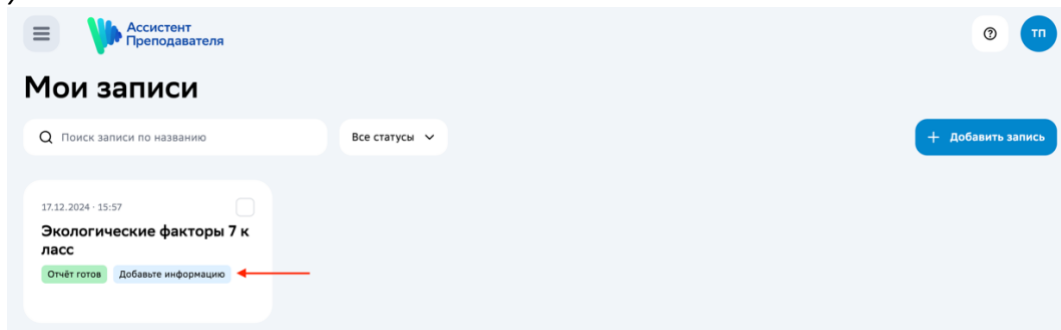 Ассистент
Преподавателя
ТП
Мои записи
Поиск записи по названию
Все статусы
+ Добавить запись
17.12.2024 · 15:57
Экологические факторы 7 к
ласс
Отчёт готов
Добавьте информацию